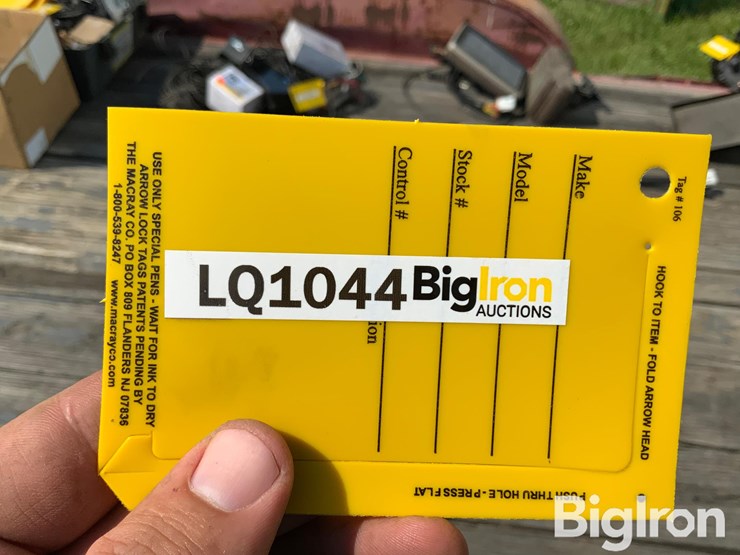 LQ1044 BigIron
AUCTIONS
Tag # 106
HOOK TO ITEM - FOLD ARROW HEAD
Make
Model
Stock #
Control #
ion
USE ONLY SPECIAL PENS - WAIT FOR INK TO DRY
ARROW LOCK TAGS PATENTS PENDING BY
THE MACRAY CO, PO BOX 809 FLANDERS NJ 07836
1-800-539-8247 www.macrayco.com
PUSH THRU HOLE - PRESS FLAT
BigIron